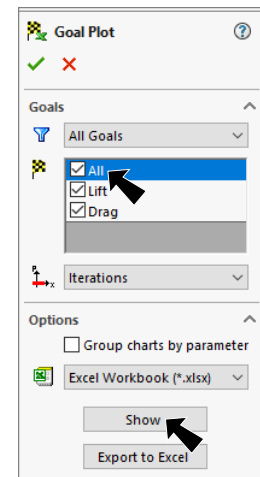 Goal Plot
Goals
All Goals
All
Lift
Drag
Iterations
Options
Group charts by parameter
Excel Workbook (*.xlsx)
Show
Export to Excel